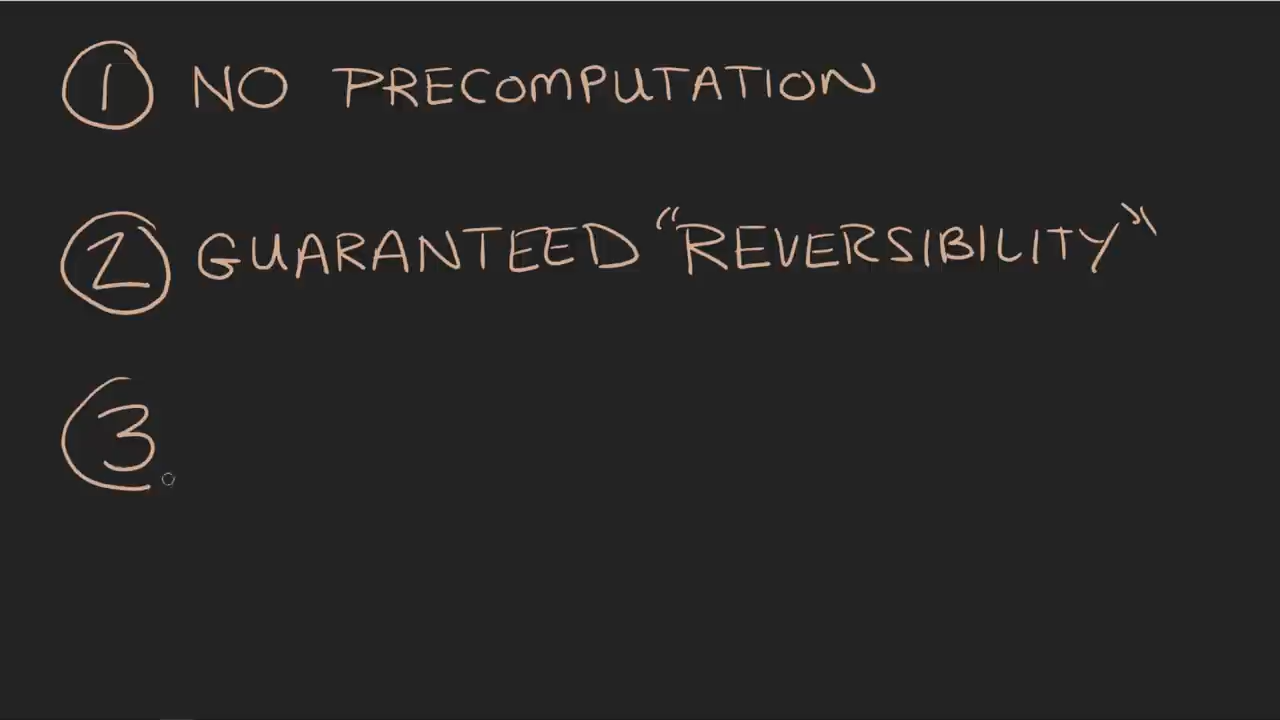 ① NO PRECOMPUTATION
② GUARANTEED "REVERSIBILITY"
3